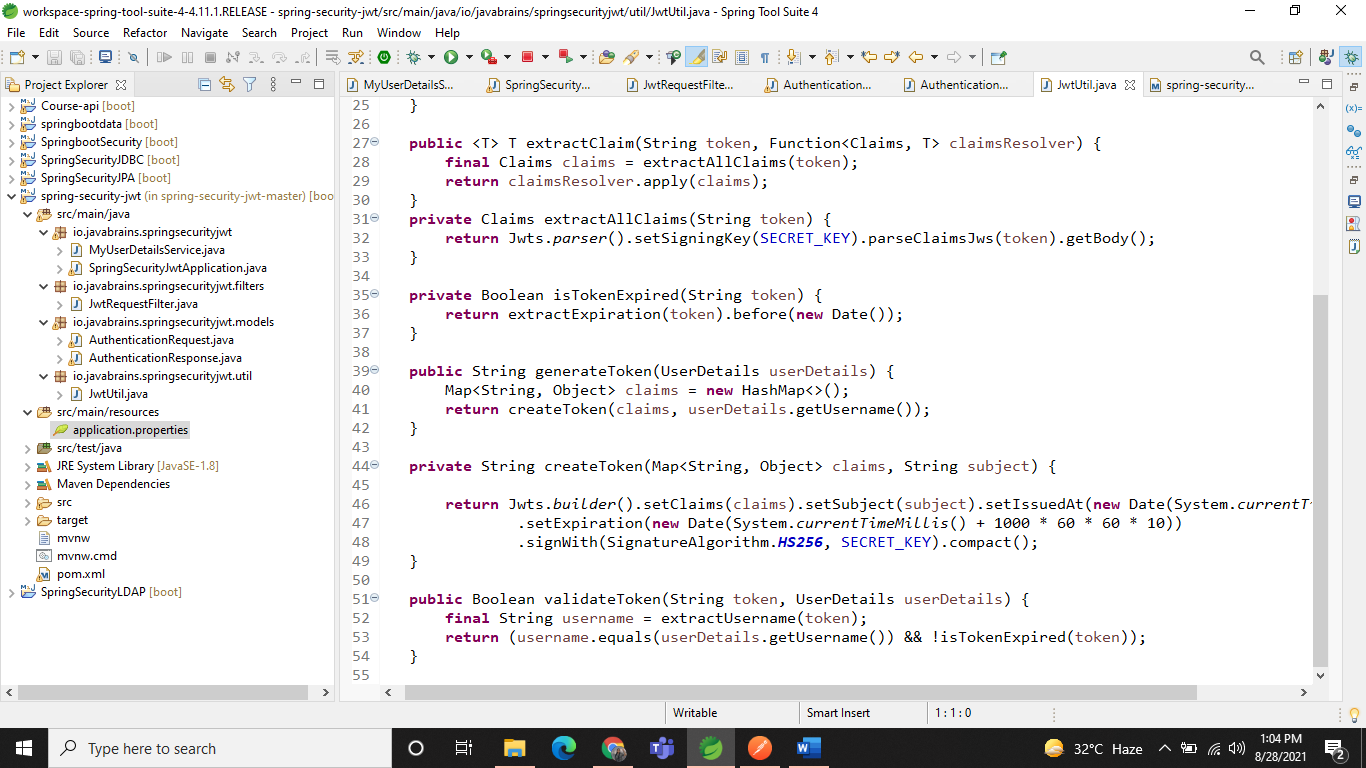 workspace-spring-tool-suite-4-4.11.1.RELEASE - spring-security-jwt/src/main/java/io/javabrains/springsecurityjwt/util/JwtUtil.java - Spring Tool Suite 4
File Edit Source Refactor Navigate Search Project Run Window Help
Project Explorer
Course-api [boot]
springbootdata [boot]
SpringbootSecurity [boot]
SpringSecurityJDBC [boot]
SpringSecurityJPA [boot]
spring-security-jwt (in spring-security-jwt-master) [boo
src/main/java
io.javabrains.springsecurityjwt
MyUserDetailsService.java
SpringSecurityJwtApplication.java
io.javabrains.springsecurityjwt.filters
JwtRequestFilter.java
io.javabrains.springsecurityjwt.models
AuthenticationRequest.java
AuthenticationResponse.java
io.javabrains.springsecurityjwt.util
JwtUtil.java
src/main/resources
application.properties
src/test/java
JRE System Library [JavaSE-1.8]
Maven Dependencies
src
target
mvnw
mvnw.cmd
pom.xml
SpringSecurityLDAP [boot]
MyUserDetailsS... SpringSecurity... JwtRequestFilte... Authentication... Authentication... JwtUtil.java spring-security...
25 }
26
27 public <T> T extractClaim(String token, Function<Claims, T> claimsResolver) {
28 final Claims claims = extractAllClaims(token);
29 return claimsResolver.apply(claims);
30 }
31 private Claims extractAllClaims(String token) {
32 return Jwts.parser().setSigningKey(SECRET_KEY).parseClaimsJws(token).getBody();
33 }
34
35 private Boolean isTokenExpired(String token) {
36 return extractExpiration(token).before(new Date());
37 }
38
39 public String generateToken(UserDetails userDetails) {
40 Map<String, Object> claims = new HashMap<>();
41 return createToken(claims, userDetails.getUsername());
42 }
43
44 private String createToken(Map<String, Object> claims, String subject) {
45
46 return Jwts.builder().setClaims(claims).setSubject(subject).setIssuedAt(new Date(System.currentT
47 .setExpiration(new Date(System.currentTimeMillis() + 1000 * 60 * 60 * 10))
48 .signWith(SignatureAlgorithm.HS256, SECRET_KEY).compact();
49 }
50
51 public Boolean validateToken(String token, UserDetails userDetails) {
52 final String username = extractUsername(token);
53 return (username.equals(userDetails.getUsername()) && !isTokenExpired(token));
54 }
55
Writable Smart Insert 1 : 1 : 0
Type here to search
32°C Haze
1:04 PM
8/28/2021
2